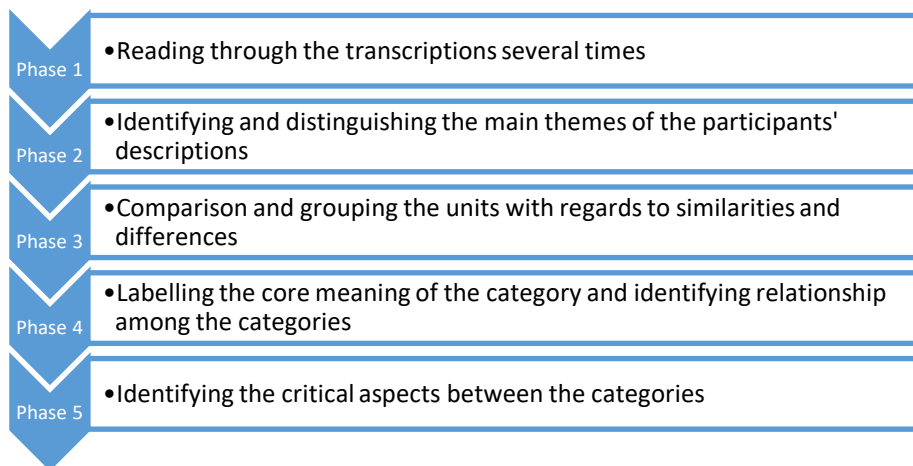 Phase 1
•Reading through the transcriptions several times
Phase 2
•Identifying and distinguishing the main themes of the participants'
descriptions
Phase 3
•Comparison and grouping the units with regards to similarities and
differences
Phase 4
•Labelling the core meaning of the category and identifying relationship
among the categories
Phase 5
•Identifying the critical aspects between the categories